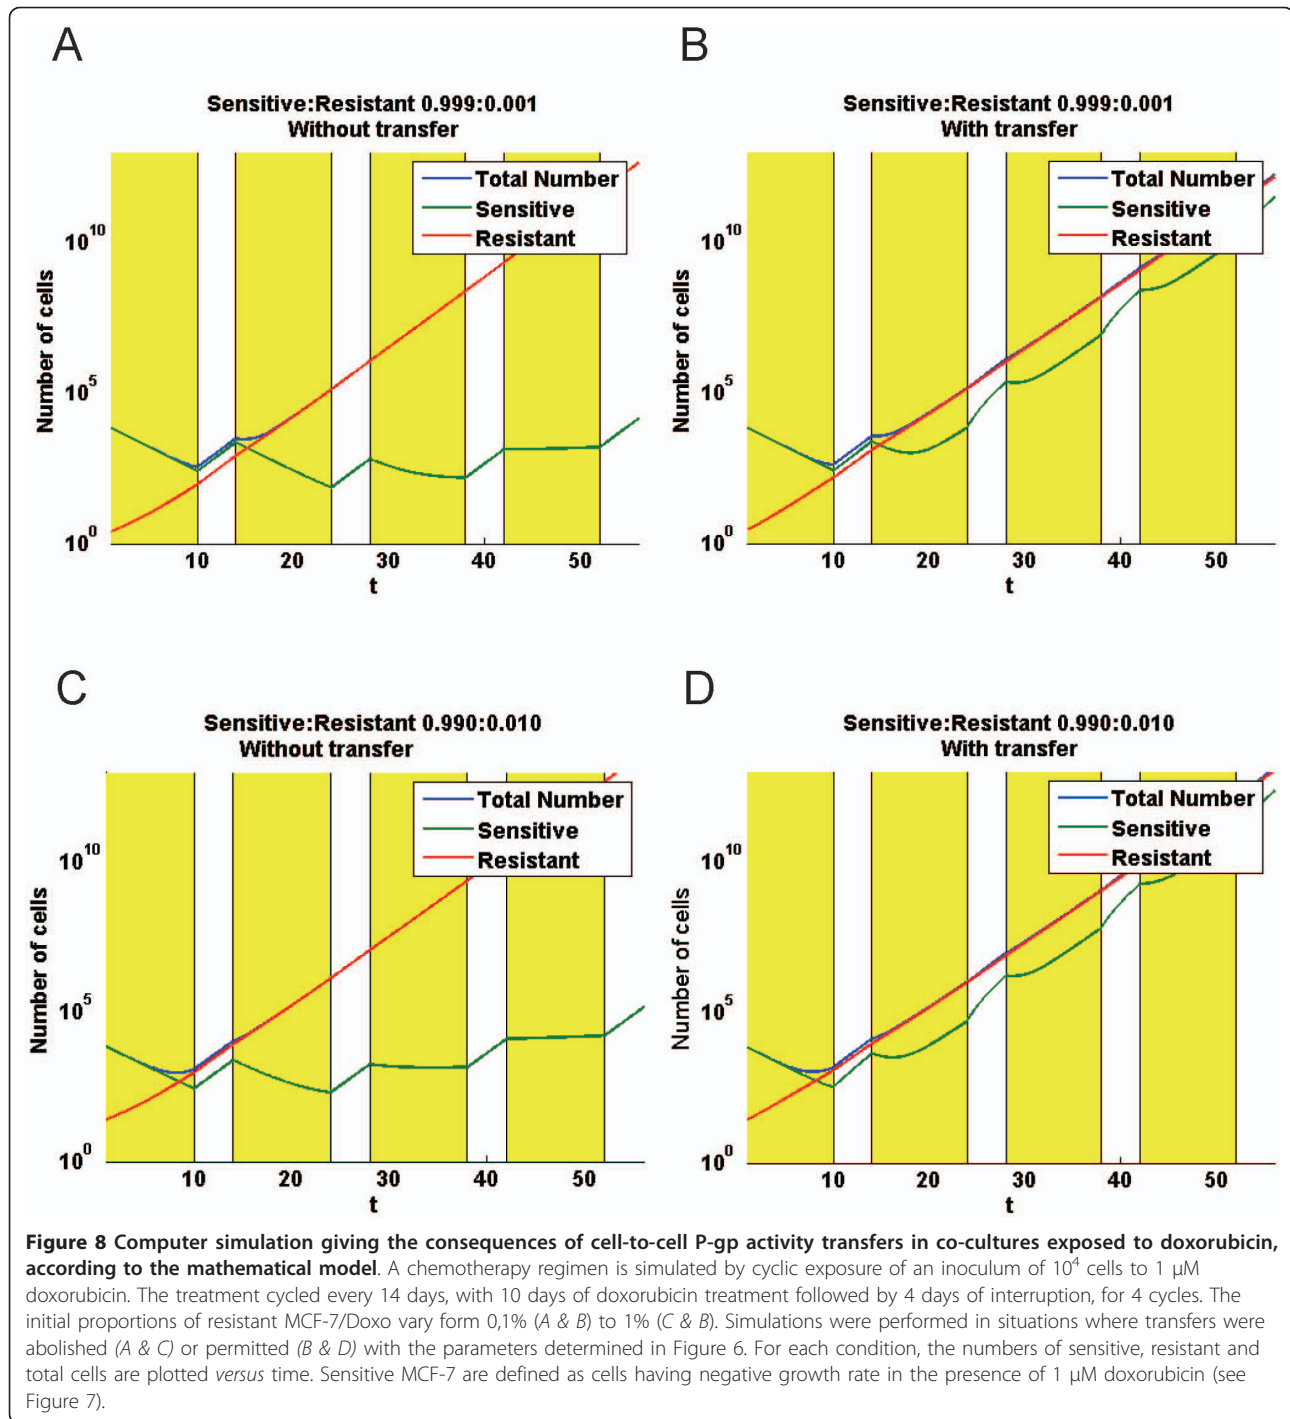 A
Sensitive:Resistant 0.999:0.001
Without transfer
Total Number
Sensitive
Resistant
Number of cells
10^10
10^5
10^0
10 20 30 40 50
t
B
Sensitive:Resistant 0.999:0.001
With transfer
Total Number
Sensitive
Resistant
Number of cells
10^10
10^5
10^0
10 20 30 40 50
t
C
Sensitive:Resistant 0.990:0.010
Without transfer
Total Number
Sensitive
Resistant
Number of cells
10^10
10^5
10^0
10 20 30 40 50
t
D
Sensitive:Resistant 0.990:0.010
With transfer
Total Number
Sensitive
Resistant
Number of cells
10^10
10^5
10^0
10 20 30 40 50
t
Figure 8 Computer simulation giving the consequences of cell-to-cell P-gp activity transfers in co-cultures exposed to doxorubicin,
according to the mathematical model. A chemotherapy regimen is simulated by cyclic exposure of an inoculum of 10^4 cells to 1 μM
doxorubicin. The treatment cycled every 14 days, with 10 days of doxorubicin treatment followed by 4 days of interruption, for 4 cycles. The
initial proportions of resistant MCF-7/Doxo vary form 0,1% (A & B) to 1% (C & B). Simulations were performed in situations where transfers were
abolished (A & C) or permitted (B & D) with the parameters determined in Figure 6. For each condition, the numbers of sensitive, resistant and
total cells are plotted versus time. Sensitive MCF-7 are defined as cells having negative growth rate in the presence of 1 μM doxorubicin (see
Figure 7).